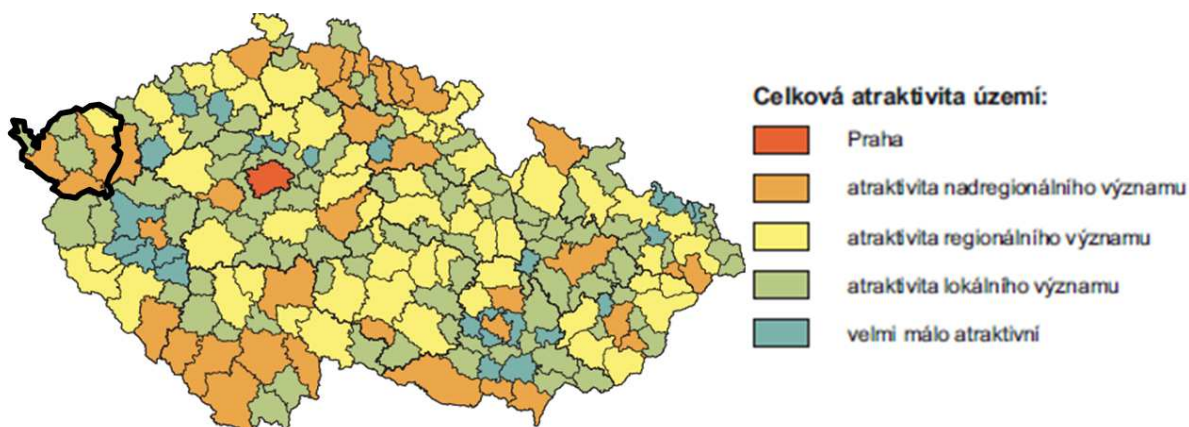 Celková atraktivita území:
Praha
atraktivita nadregionálního významu
atraktivita regionálního významu
atraktivita lokálního významu
velmi málo atraktivní